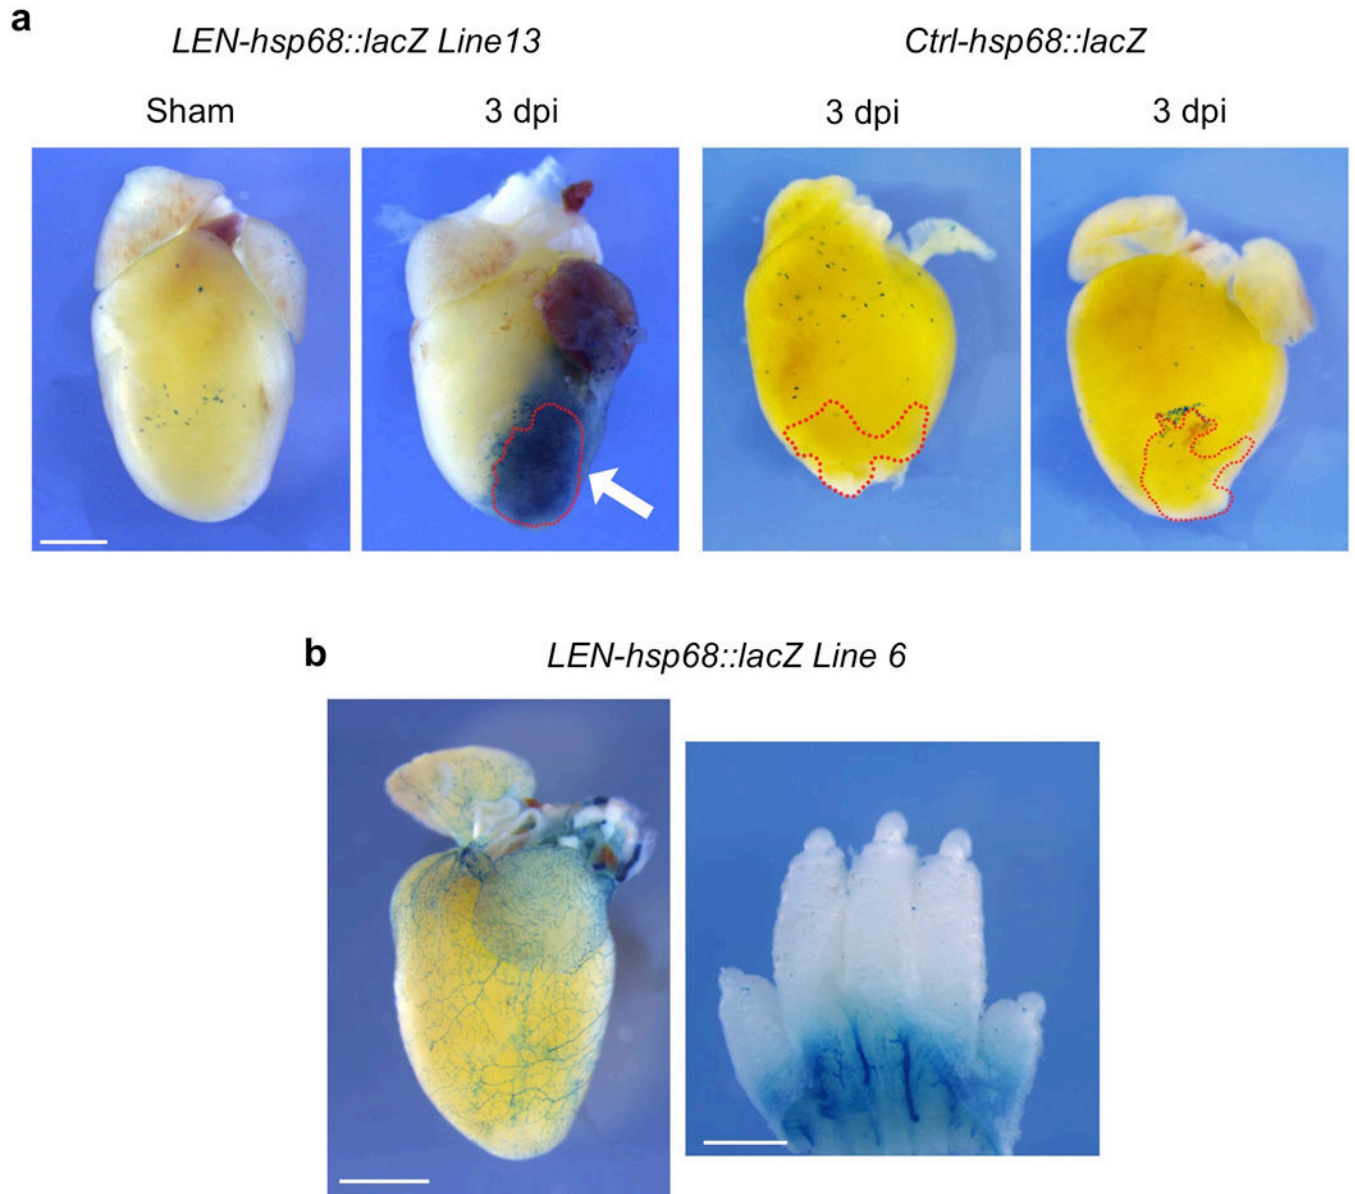 a
LEN-hsp68::lacZ Line13
Ctrl-hsp68::lacZ
Sham
3 dpi
3 dpi
3 dpi
b
LEN-hsp68::lacZ Line 6